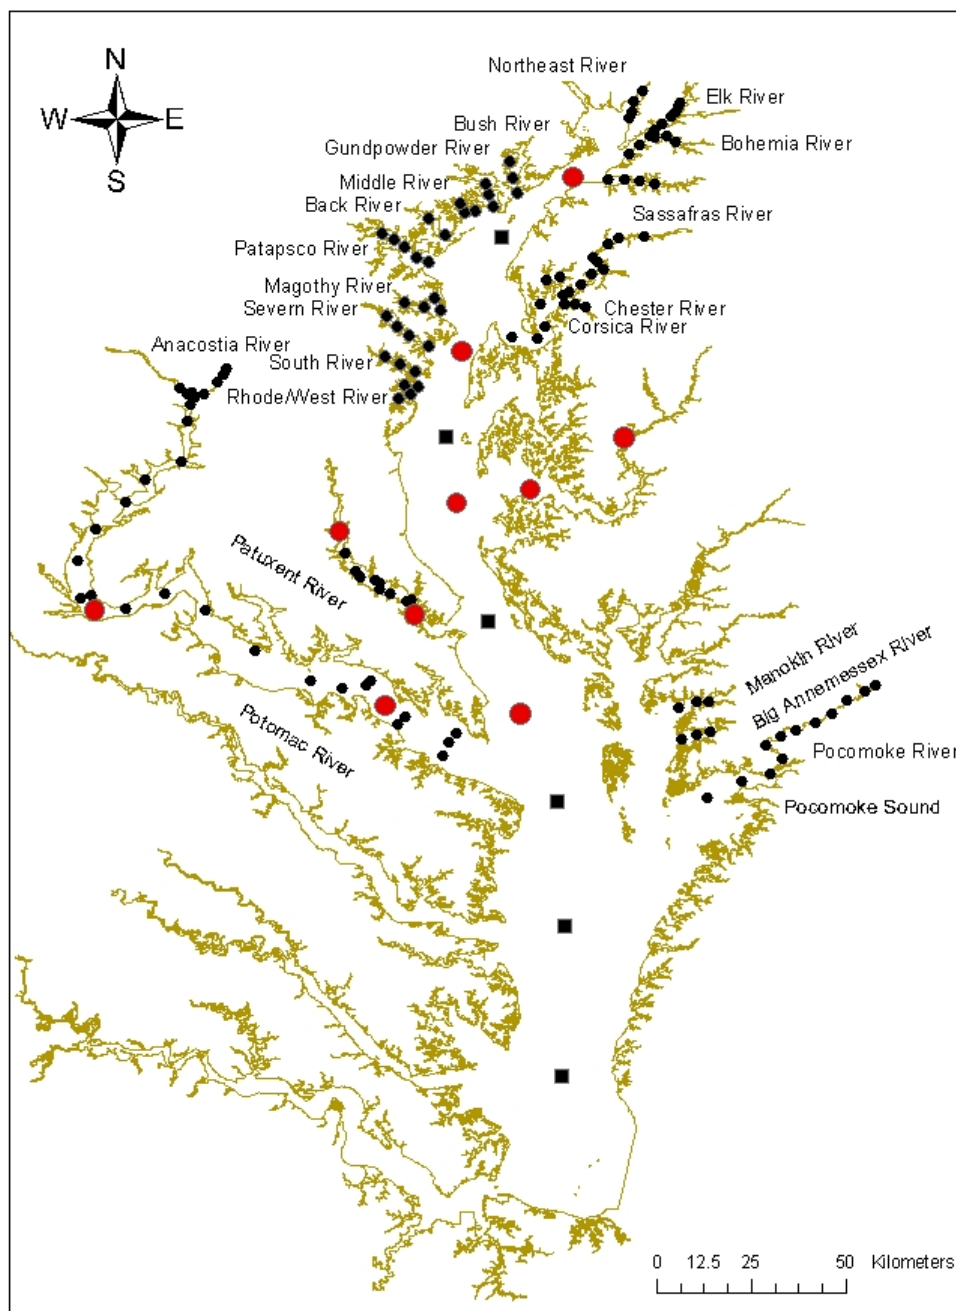 N
W E
S
Northeast River
Elk River
Bush River
Bohemia River
Gundpowder River
Middle River
Back River
Sassafras River
Patapsco River
Magothy River
Severn River
Chester River
Corsica River
Anacostia River
South River
Rhode/West River
Patuxent River
Manokin River
Big Annemessex River
Potomac River
Pocomoke River
Pocomoke Sound
0 12.5 25 50 Kilometers